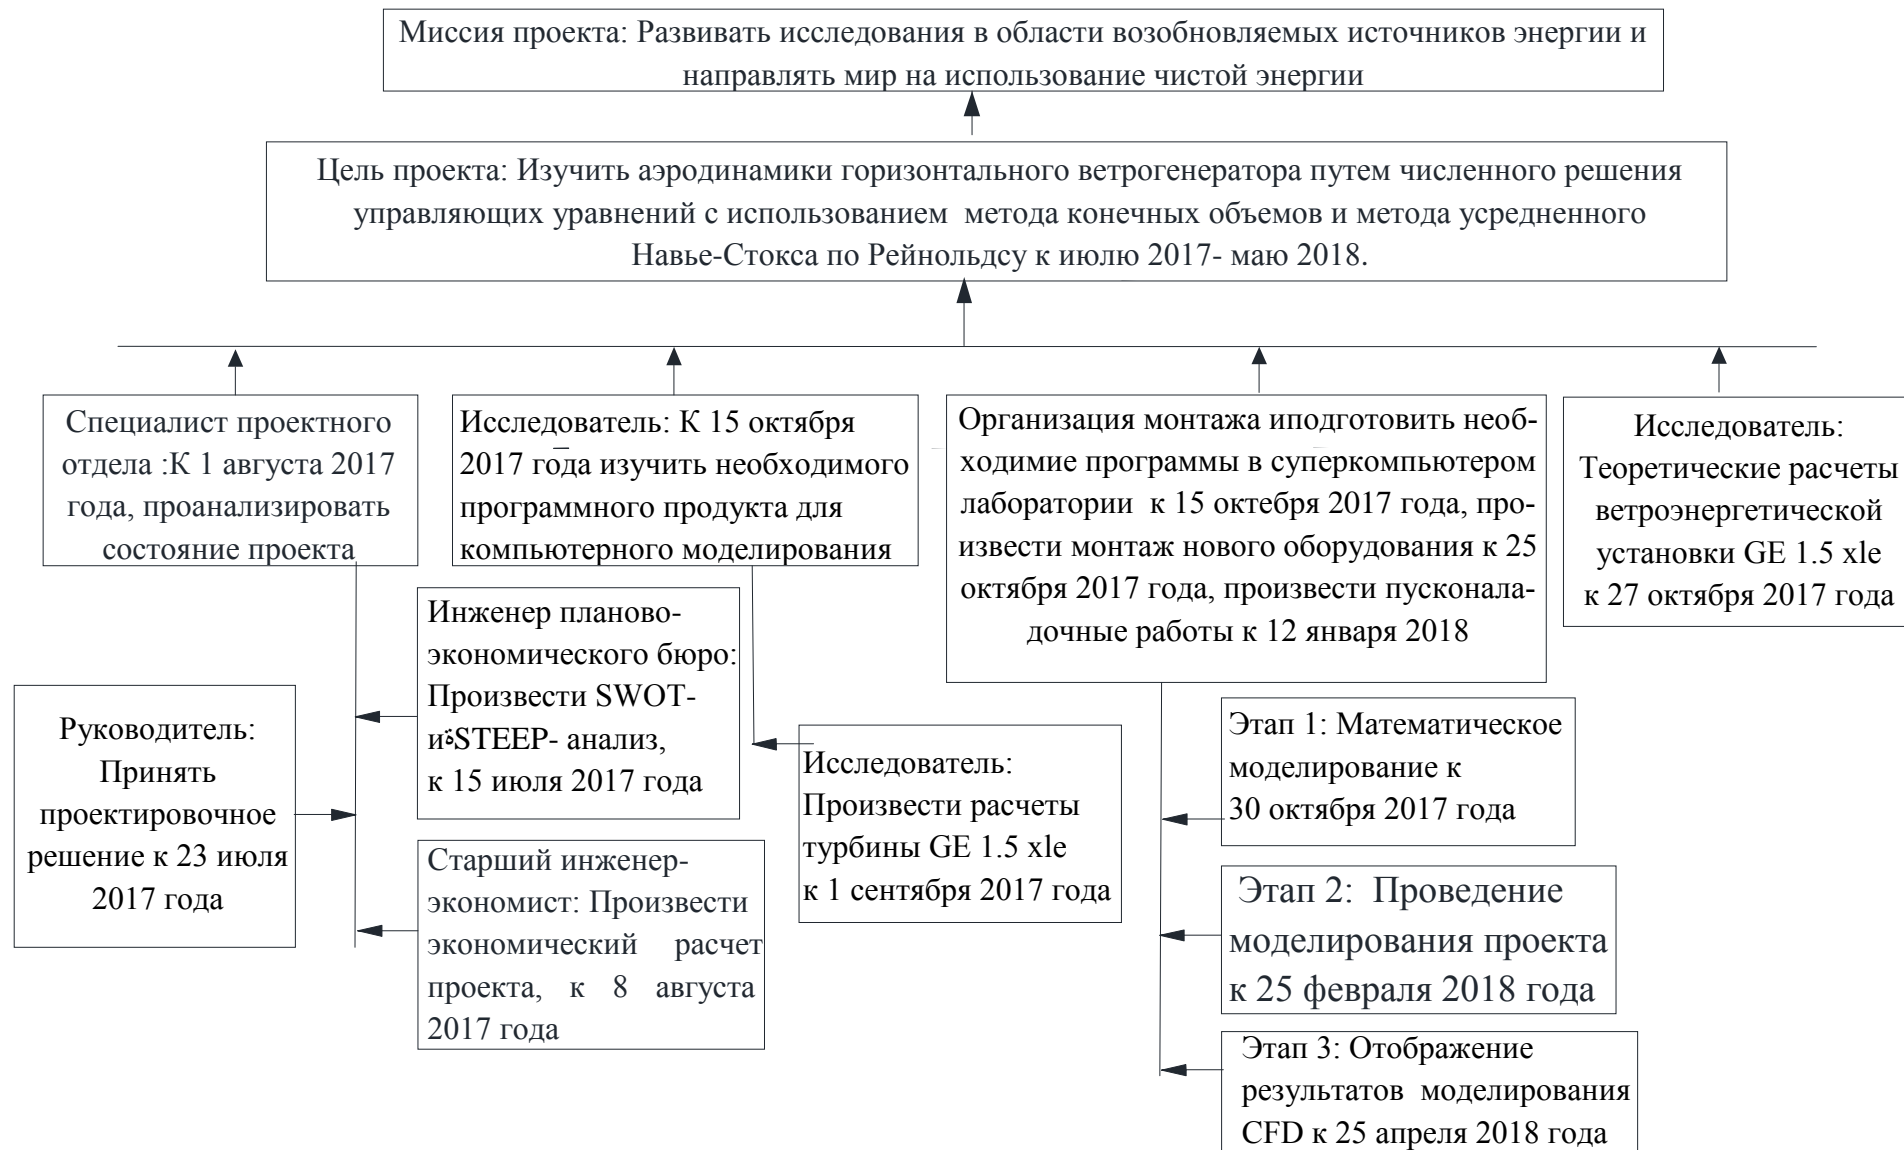 Миссия проекта: Развивать исследования в области возобновляемых источников энергии и
направлять мир на использование чистой энергии
Цель проекта: Изучить аэродинамики горизонтального ветрогенератора путем численного решения
управляющих уравнений с использованием метода конечных объемов и метода усредненного
Навье-Стокса по Рейнольдсу к июлю 2017- маю 2018.
Специалист проектного
отдела :К 1 августа 2017
года, проанализировать
состояние проекта
Исследователь: К 15 октября
2017 года изучить необходимого
программного продукта для
компьютерного моделирования
Организация монтажа иподготовить необ-
ходимие программы в суперкомпьютером
лаборатории к 15 октебря 2017 года, про-
извести монтаж нового оборудования к 25
октября 2017 года, произвести пусконала-
дочные работы к 12 января 2018
Исследователь:
Теоретические расчеты
ветроэнергетической
установки GE 1.5 xle
к 27 октября 2017 года
Руководитель:
Принять
проектировочное
решение к 23 июля
2017 года
Инженер планово-
экономического бюро:
Произвести SWOT-
иةSTEEP- анализ,
к 15 июля 2017 года
Старший инженер-
экономист: Произвести
экономический расчет
проекта, к 8 августа
2017 года
Исследователь:
Произвести расчеты
турбины GE 1.5 xle
к 1 сентября 2017 года
Этап 1: Математическое
моделирование к
30 октября 2017 года
Этап 2: Проведение
моделирования проекта
к 25 февраля 2018 года
Этап 3: Отображение
результатов моделирования
CFD к 25 апреля 2018 года